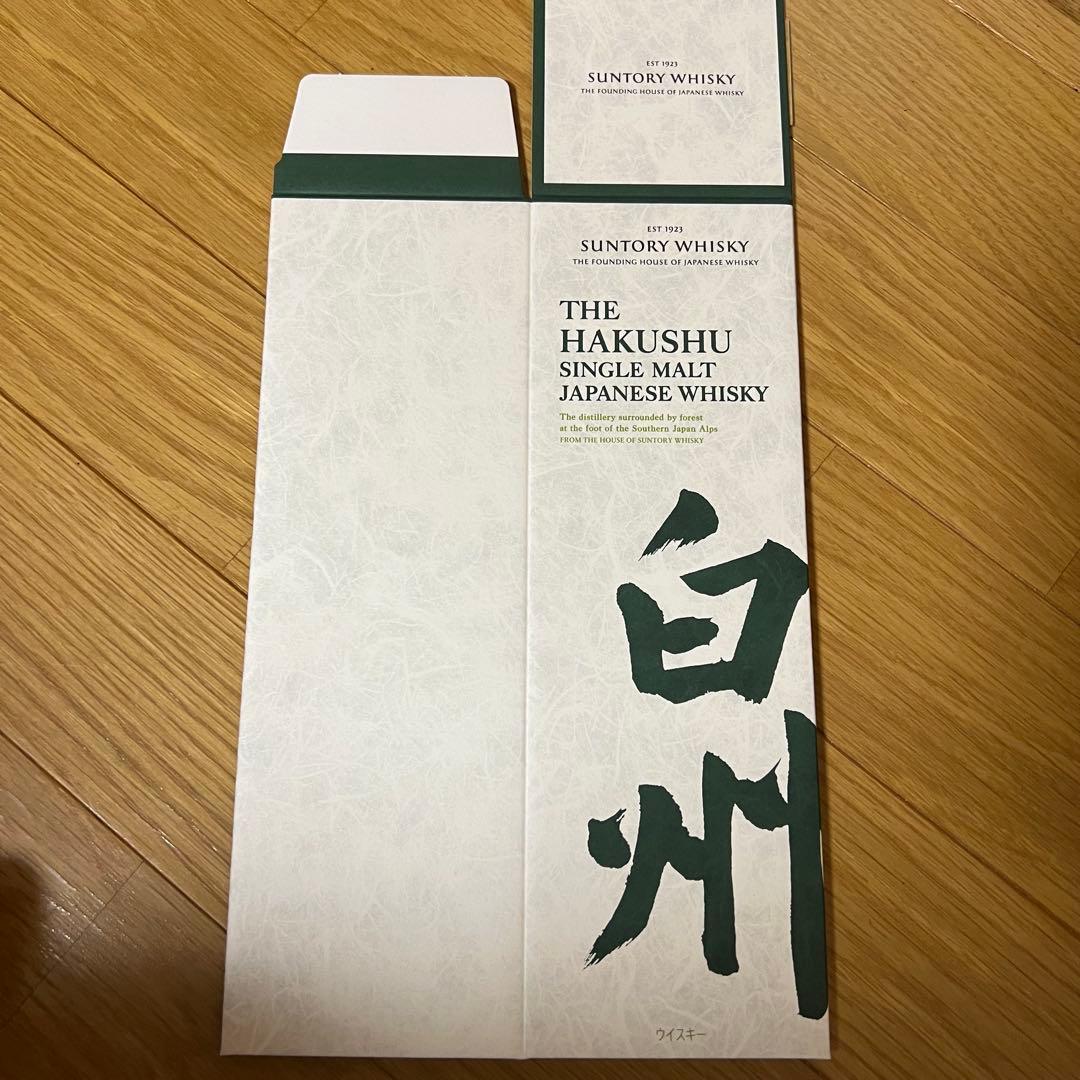 EST 1923
SUNTORY WHISKY
THE FOUNDING HOUSE OF JAPANESE WHISKY
EST 1923
SUNTORY WHISKY
THE FOUNDING HOUSE OF JAPANESE WHISKY
THE
HAKUSHU
SINGLE MALT
JAPANESE WHISKY
The distillery surrounded by forest
at the foot of the Southern Japan Alps
FROM THE HOUSE OF SUNTORY WHISKY
白州
ウイスキー